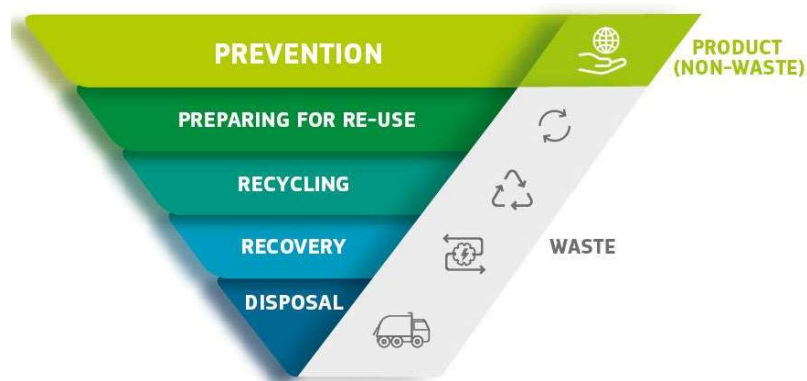 PREVENTION
PRODUCT
(NON-WASTE)
PREPARING FOR RE-USE
RECYCLING
RECOVERY
WASTE
DISPOSAL